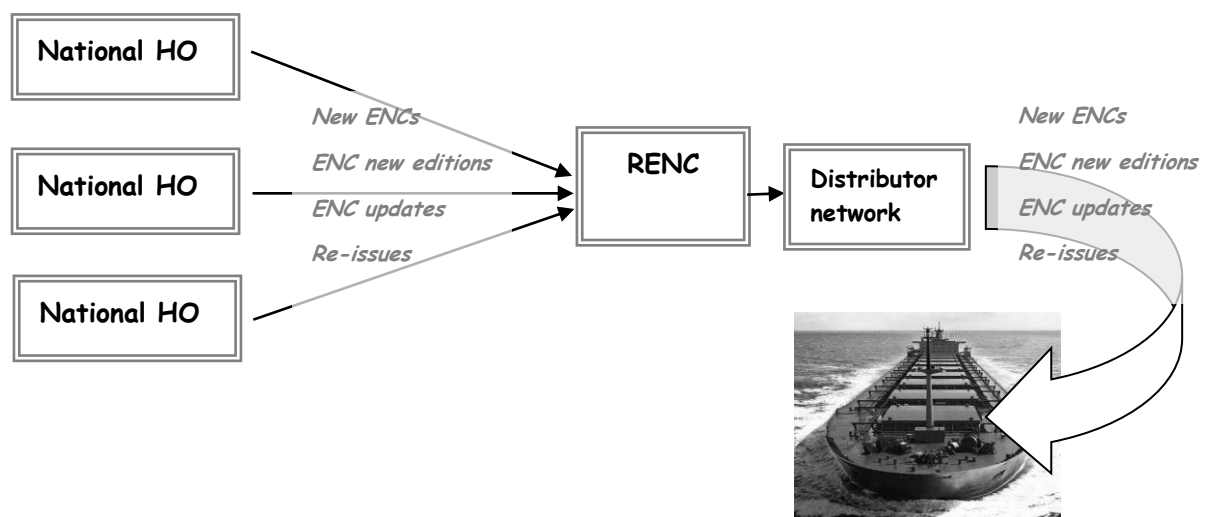 National HO
National HO
National HO
New ENCs
ENC new editions
ENC updates
Re-issues
RENC
Distributor
network
New ENCs
ENC new editions
ENC updates
Re-issues